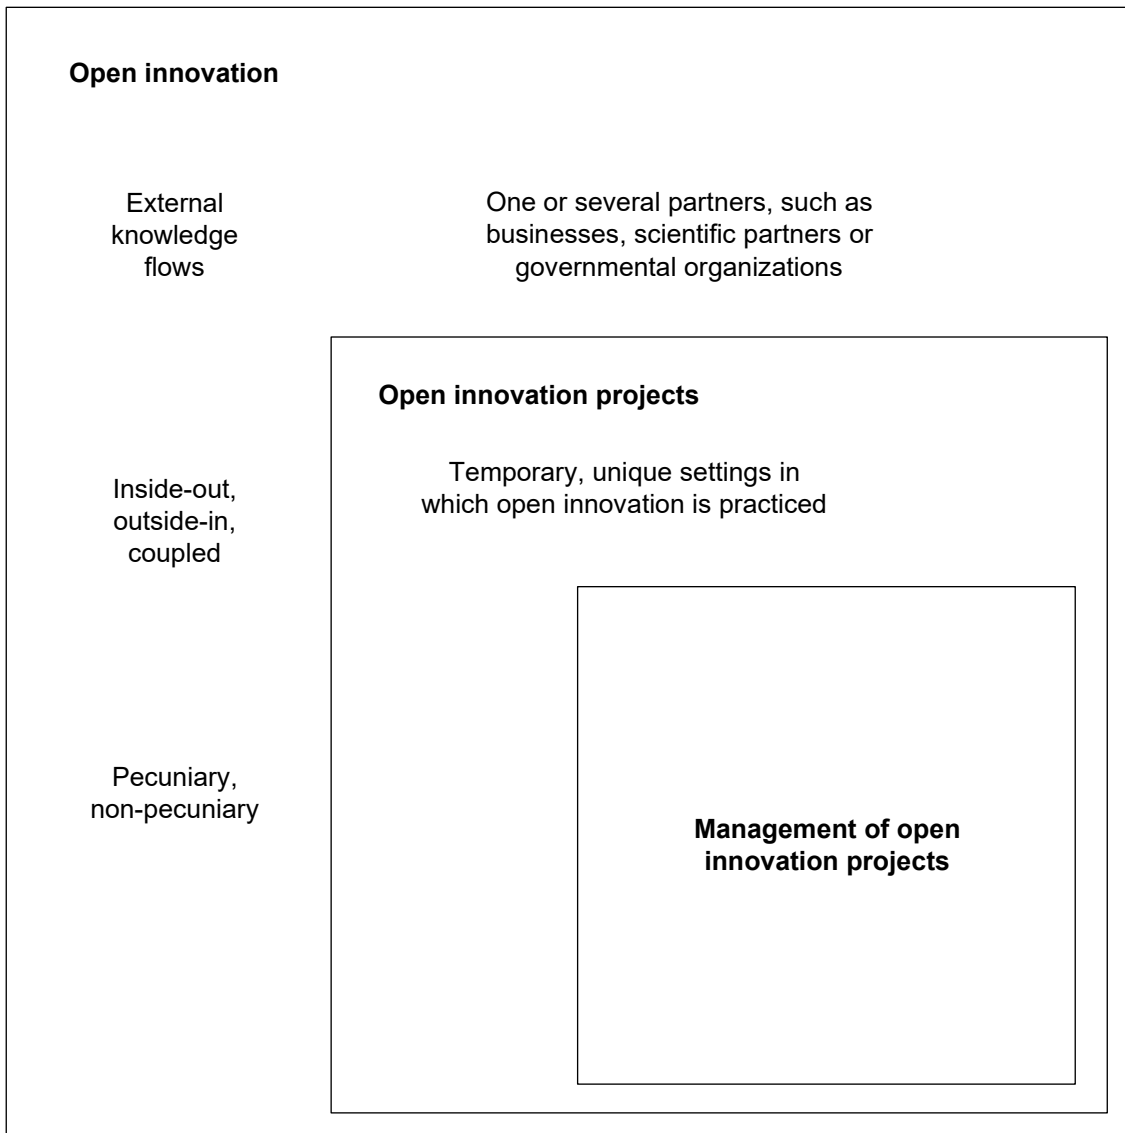 Open innovation
External
knowledge
flows
One or several partners, such as
businesses, scientific partners or
governmental organizations
Open innovation projects
Temporary, unique settings in
which open innovation is practiced
Inside-out,
outside-in,
coupled
Pecuniary,
non-pecuniary
Management of open
innovation projects